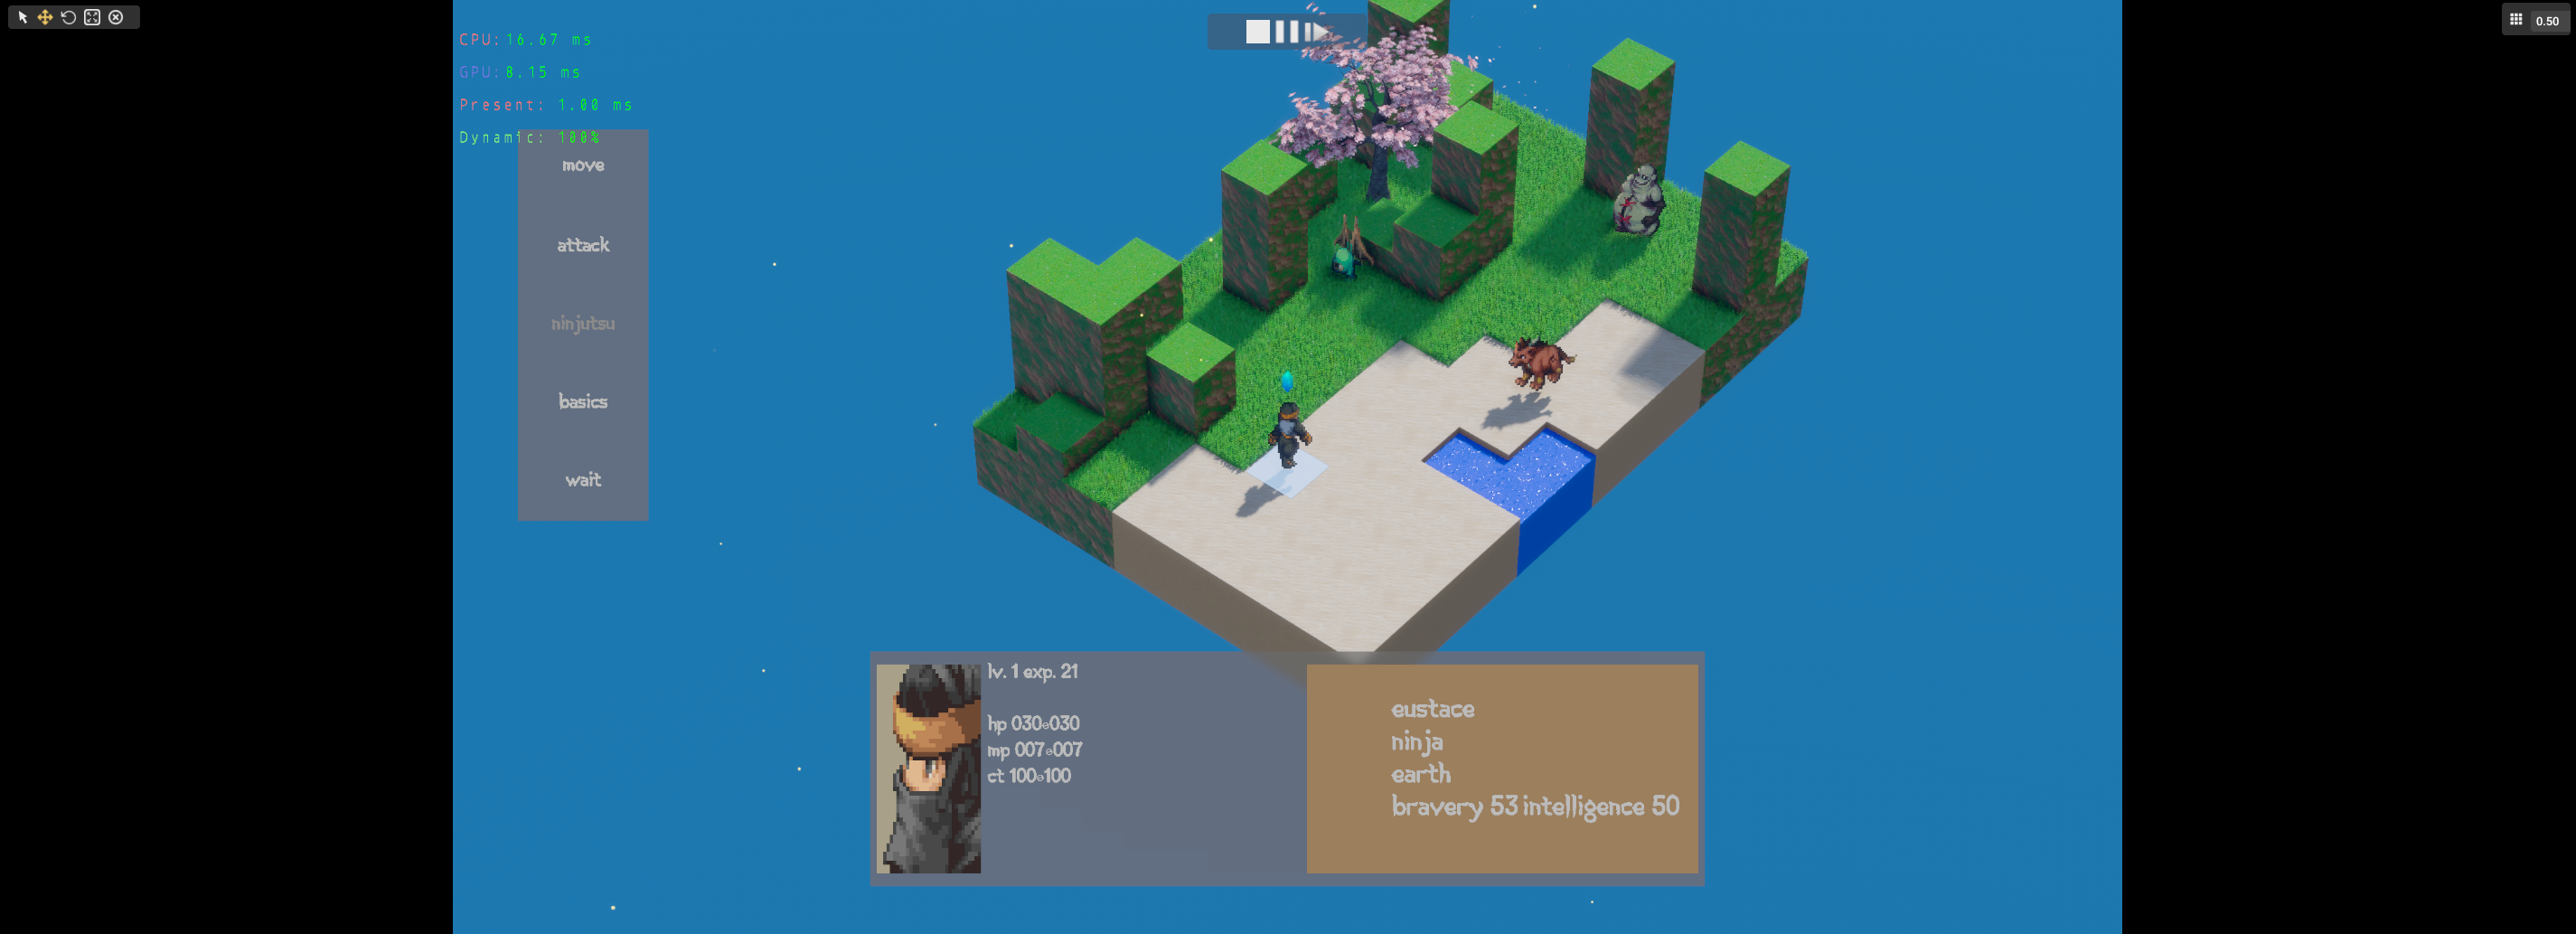 0.50
CPU:16.67 ms
GPU:8.15 ms
Present: 1.00 ms
Dynamic: 100%
move
attack
ninjutsu
basics
wait
lv. 1 exp. 21
hp 030/030
mp 007/007
ct 100/100
eustace
ninja
earth
bravery 53 intelligence 50